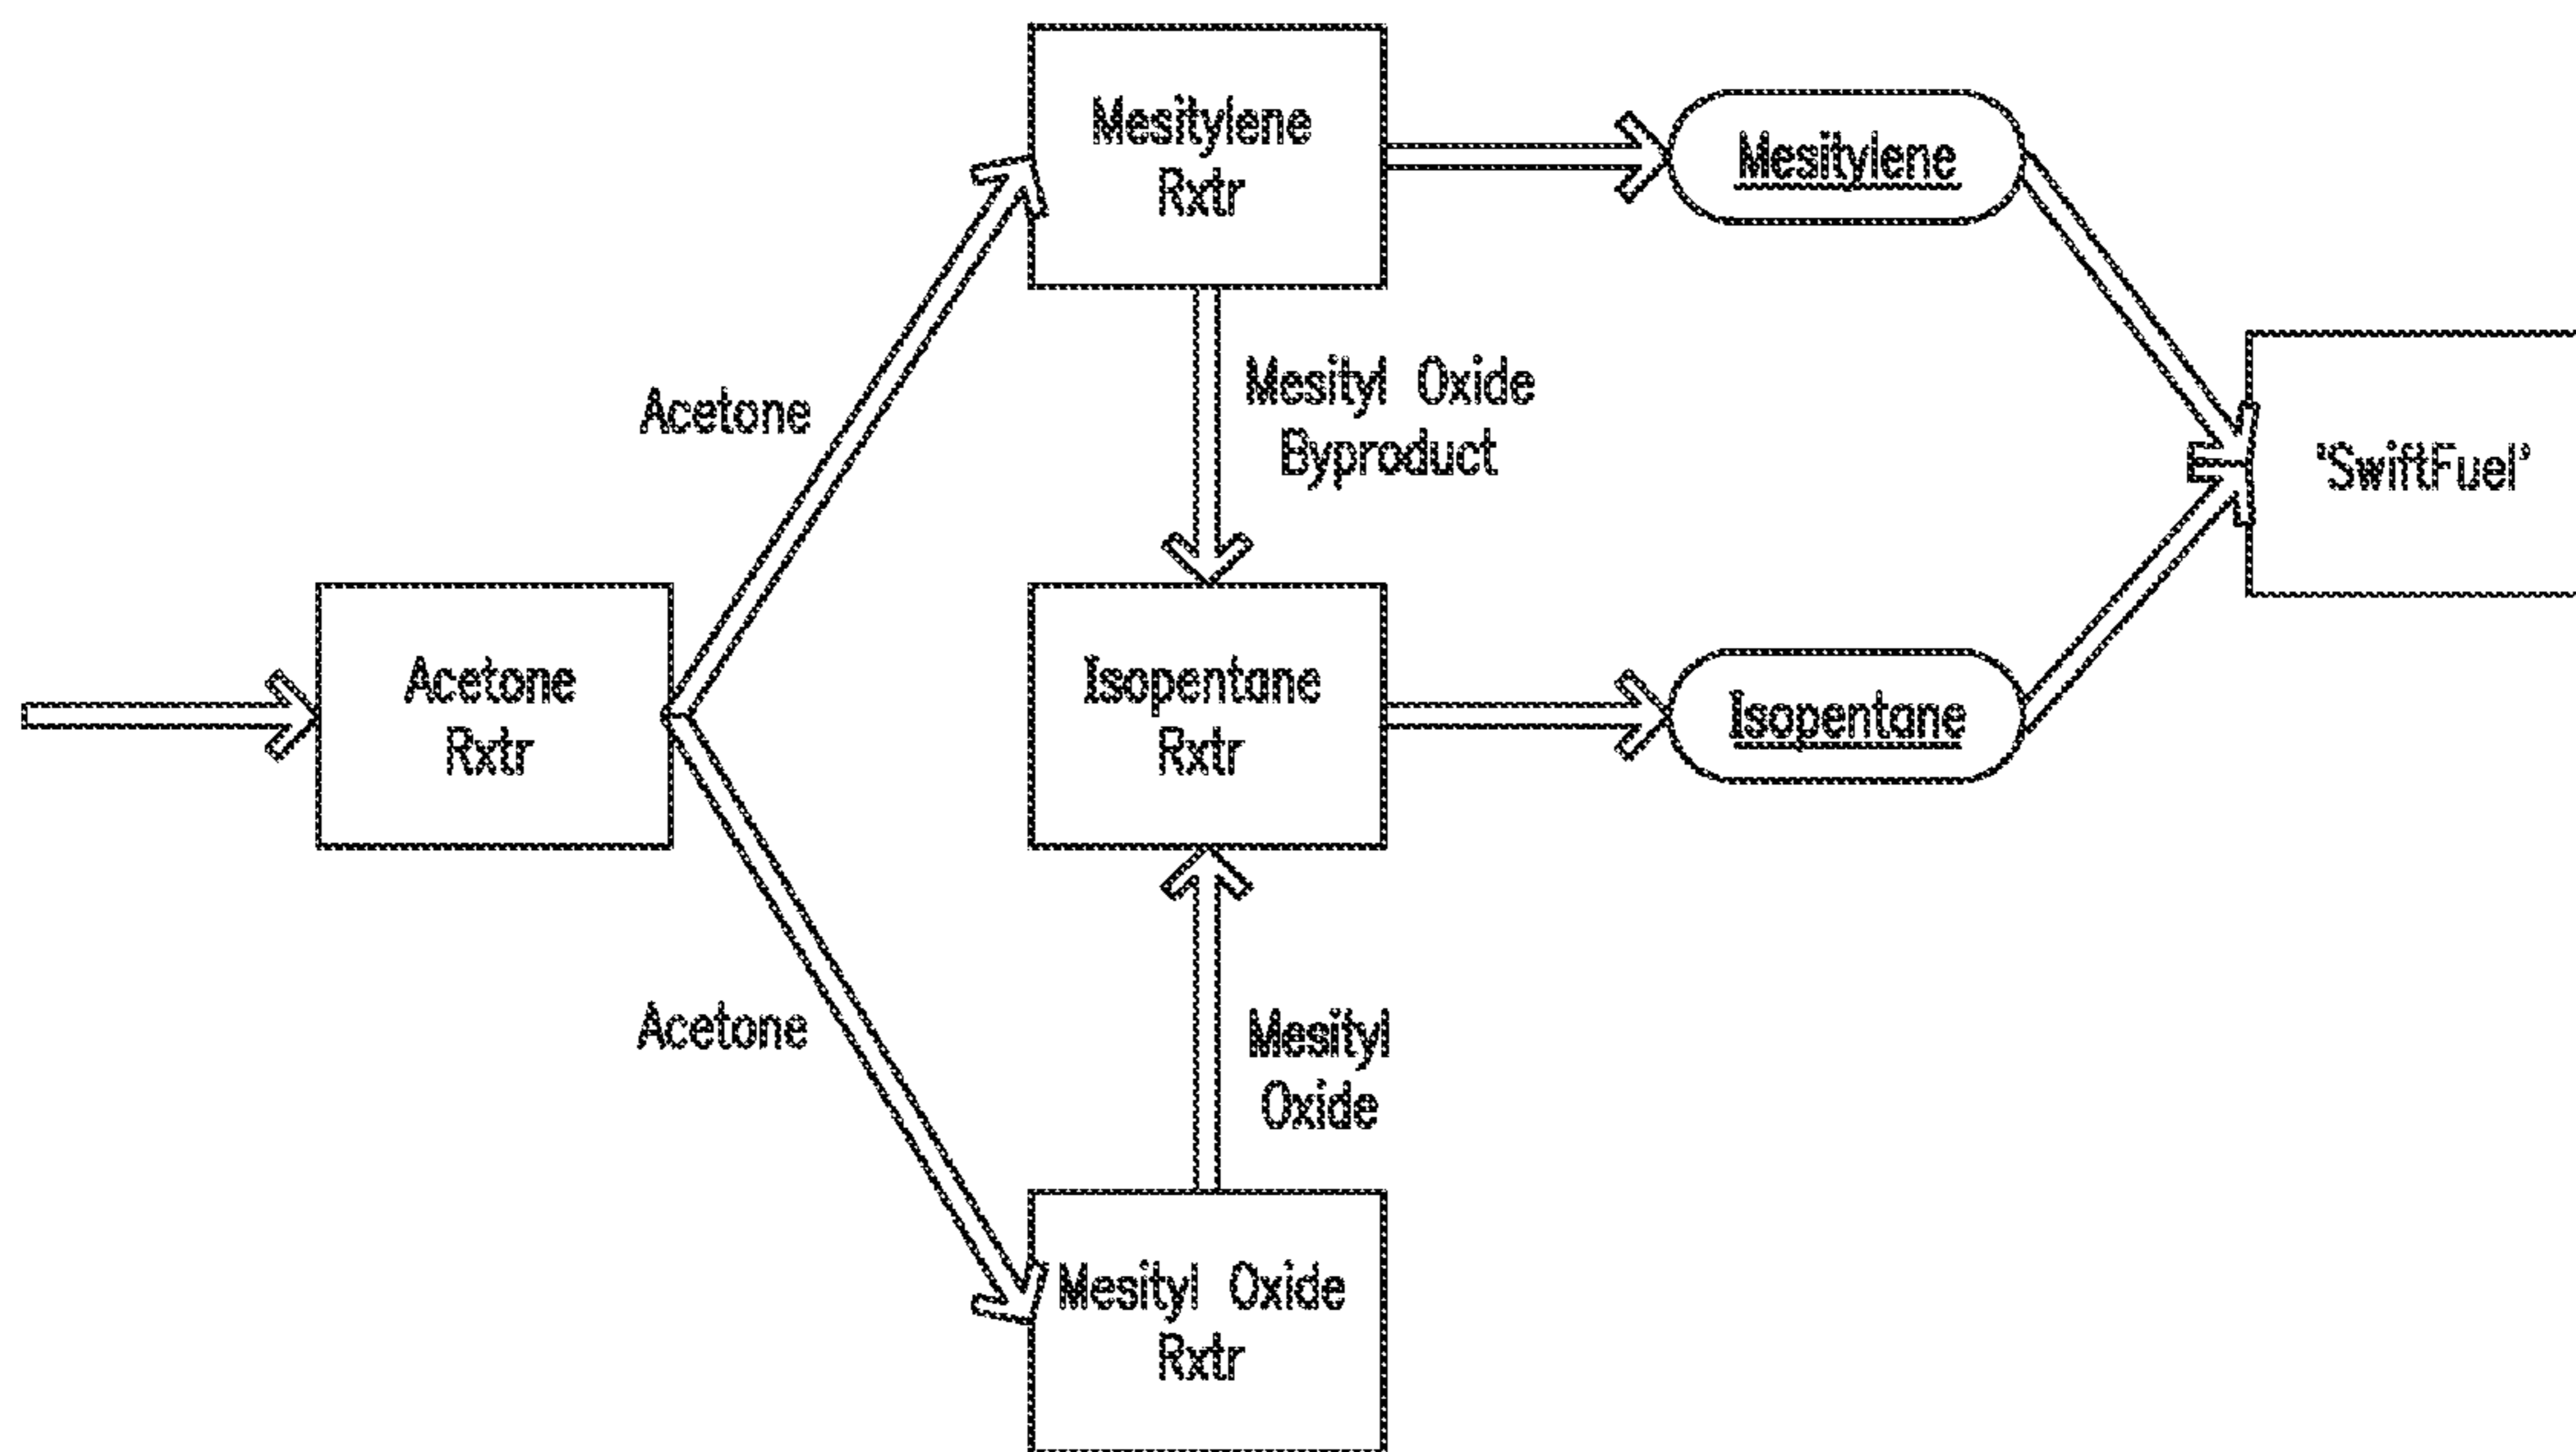 Mesitylene
Rxtr
Mesitylene
Acetone
Mesityl Oxide
Byproduct
'SwiftFuel'
Acetone
Rxtr
Isopentane
Rxtr
Isopentane
Acetone
Mesityl
Oxide
Mesityl Oxide
Rxtr